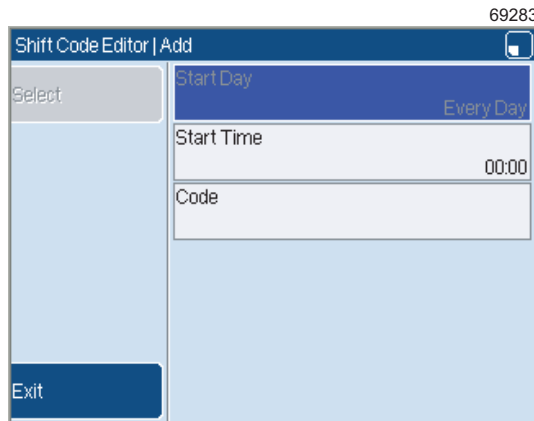 69283
Shift Code Editor | Add
Select
Start Day
Every Day
Start Time
00:00
Code
Exit